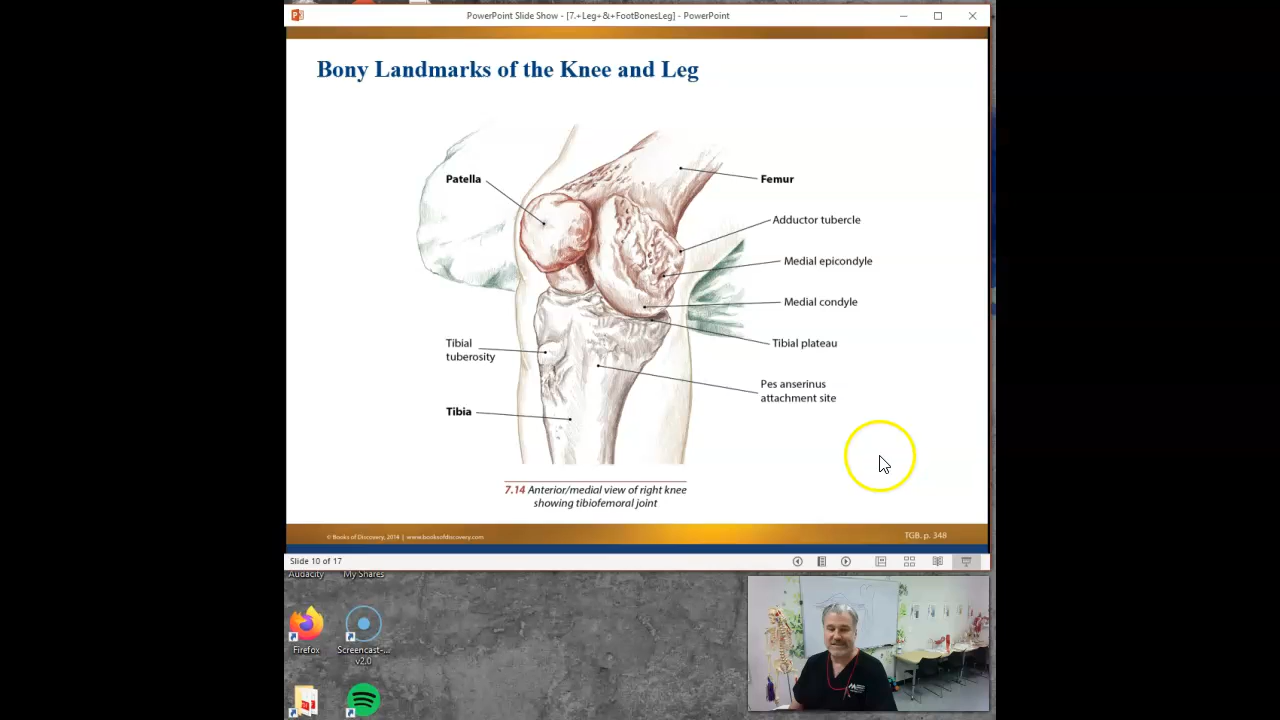 PowerPoint Slide Show - [7.+Leg+&+FootBonesLeg] - PowerPoint
Bony Landmarks of the Knee and Leg
Patella
Femur
Adductor tubercle
Medial epicondyle
Medial condyle
Tibial
tuberosity
Tibial plateau
Pes anserinus
attachment site
Tibia
7.14 Anterior/medial view of right knee
showing tibiofemoral joint
© Books of Discovery, 2014 | www.booksofdiscovery.com
TGB. p. 348
Slide 10 of 17
Audacity
My Shares
Firefox
Screencast-...
v2.0